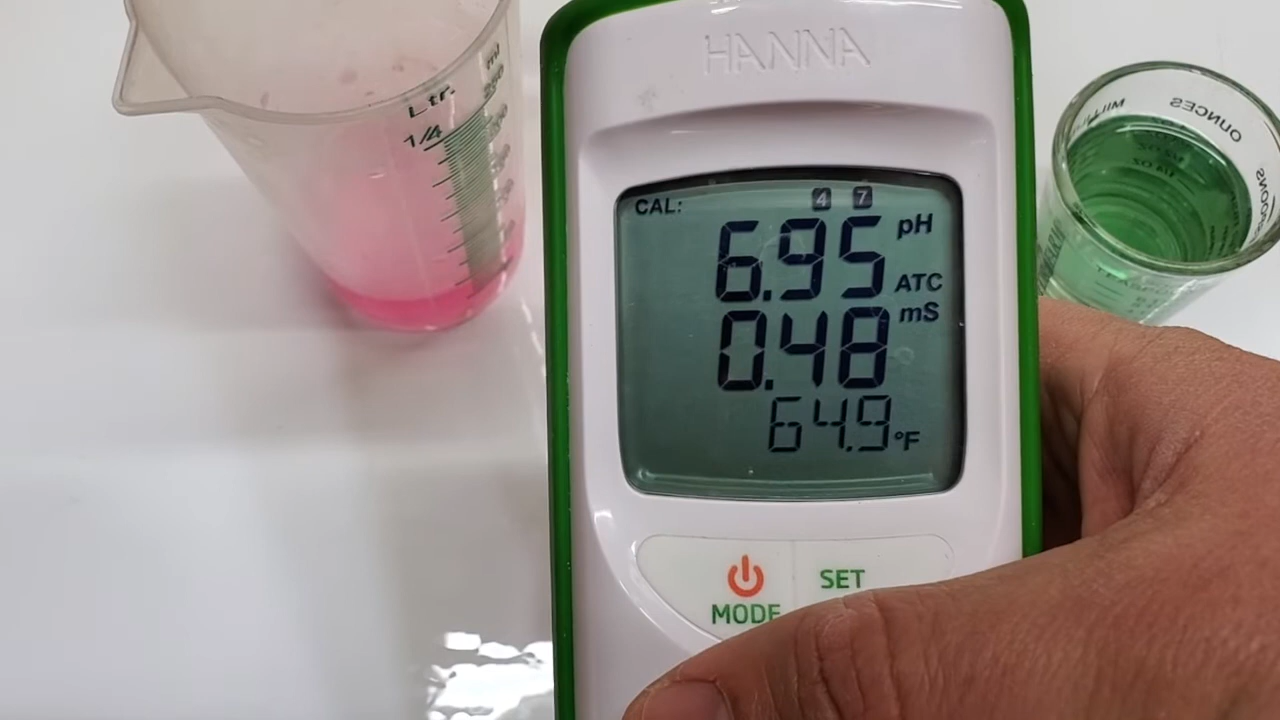 HANNA
CAL: 4 7
6.95 pH
ATC
0.48 mS
64.9 °F
MODE
SET
Ltr.
ml
1/4
250
OUNCES